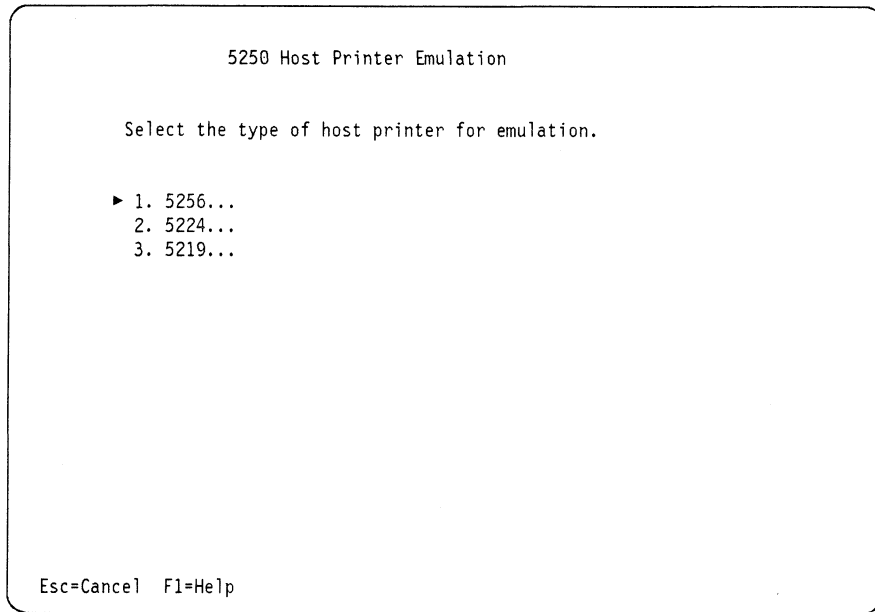 5250 Host Printer Emulation
Select the type of host printer for emulation.
► 1. 5256...
2. 5224...
3. 5219...
Esc=Cancel F1=Help